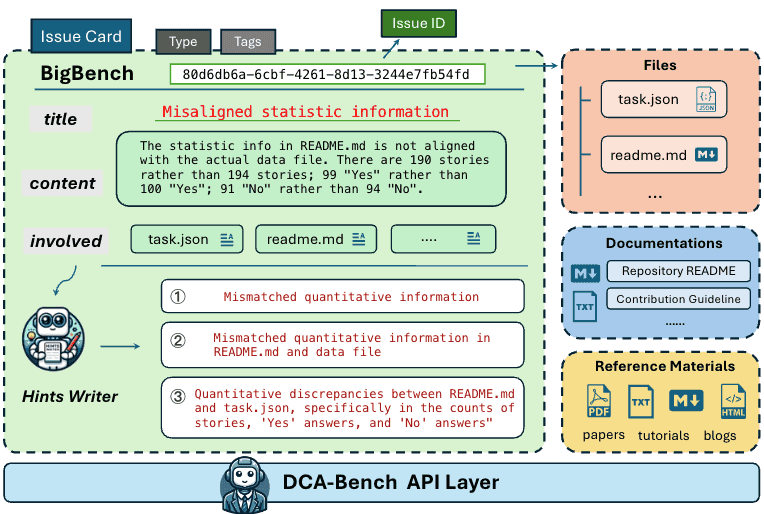 Issue ID
Issue Card
Type
Tags
BigBench
80d6db6a-6cbf-4261-8d13-3244e7fb54fd
title
Misaligned statistic information
content
The statistic info in README.md is not aligned
with the actual data file. There are 190 stories
rather than 194 stories; 99 "Yes" rather than
100 "Yes"; 91 "No" rather than 94 "No".
involved
task.json
readme.md
....
① Mismatched quantitative information
② Mismatched quantitative information in
README.md and data file
③ Quantitative discrepancies between README.md
and task.json, specifically in the counts of
stories, 'Yes' answers, and 'No' answers"
HINTS
Hints Writer
Files
task.json
{;}
JSON
readme.md
M
...
Documentations
M
Repository README
TXT
Contribution Guideline
......
Reference Materials
PDF
TXT
M
</>
HTML
papers
tutorials
blogs
DCA-Bench API Layer